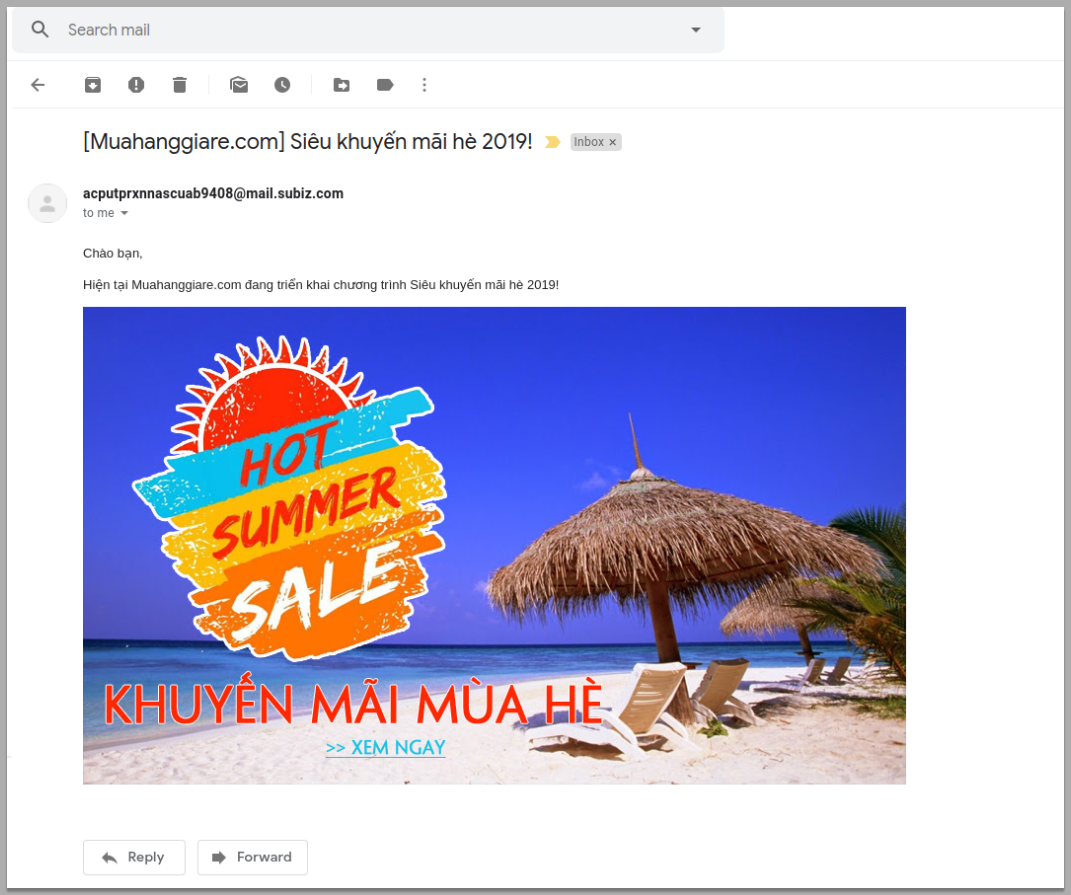 Search mail
[Muahanggiare.com] Siêu khuyến mãi hè 2019!
Inbox ×
acputprxnnascuab9408@mail.subiz.com
to me
Chào bạn,
Hiện tại Muahanggiare.com đang triển khai chương trình Siêu khuyến mãi hè 2019!
HOT
SUMMER
SALE
KHUYẾN MÃI MÙA HÈ
>> XEM NGAY
Reply
Forward